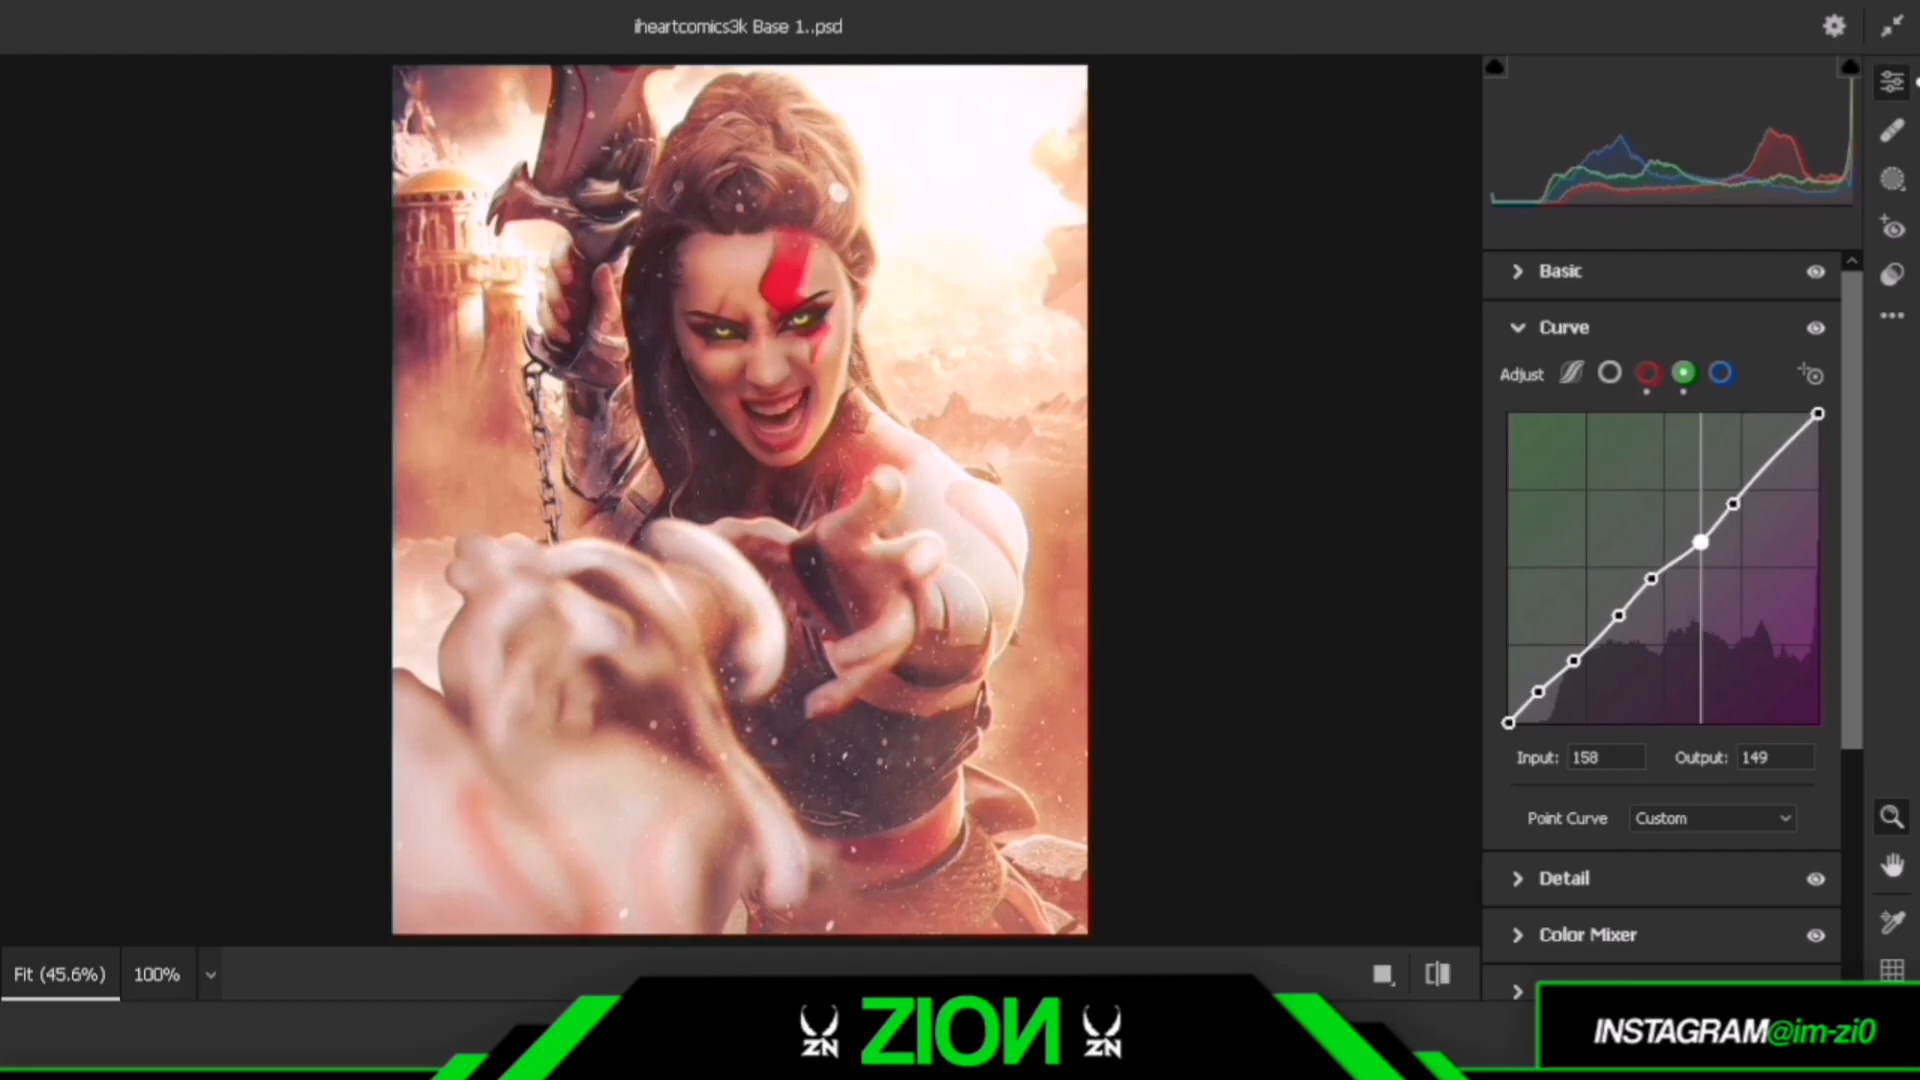 iheartcomics3k Base 1..psd
Basic
Curve
Adjust
Input: 158 Output: 149
Point Curve Custom
Detail
Color Mixer
Fit (45.6%) 100%
ZN ZION ZN
INSTAGRAM@im-zi0